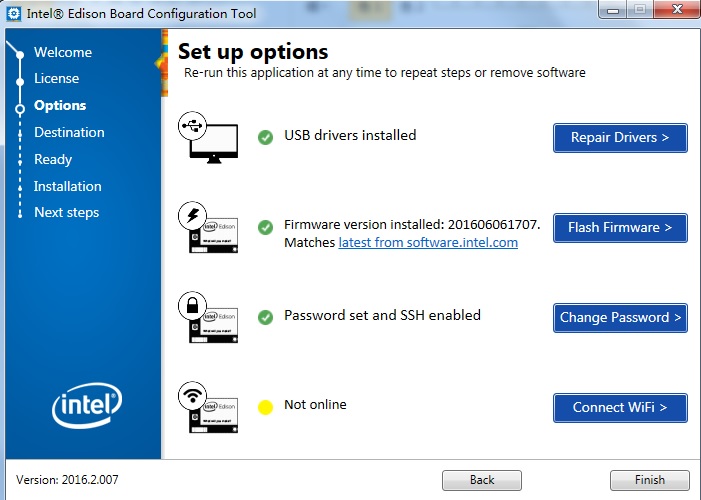 Intel® Edison Board Configuration Tool
Welcome
License
Options
Destination
Ready
Installation
Next steps
Set up options
Re-run this application at any time to repeat steps or remove software
USB drivers installed
Repair Drivers >
Firmware version installed: 201606061707.
Matches latest from software.intel.com
Flash Firmware >
Password set and SSH enabled
Change Password >
Not online
Connect WiFi >
intel
Version: 2016.2.007
Back
Finish